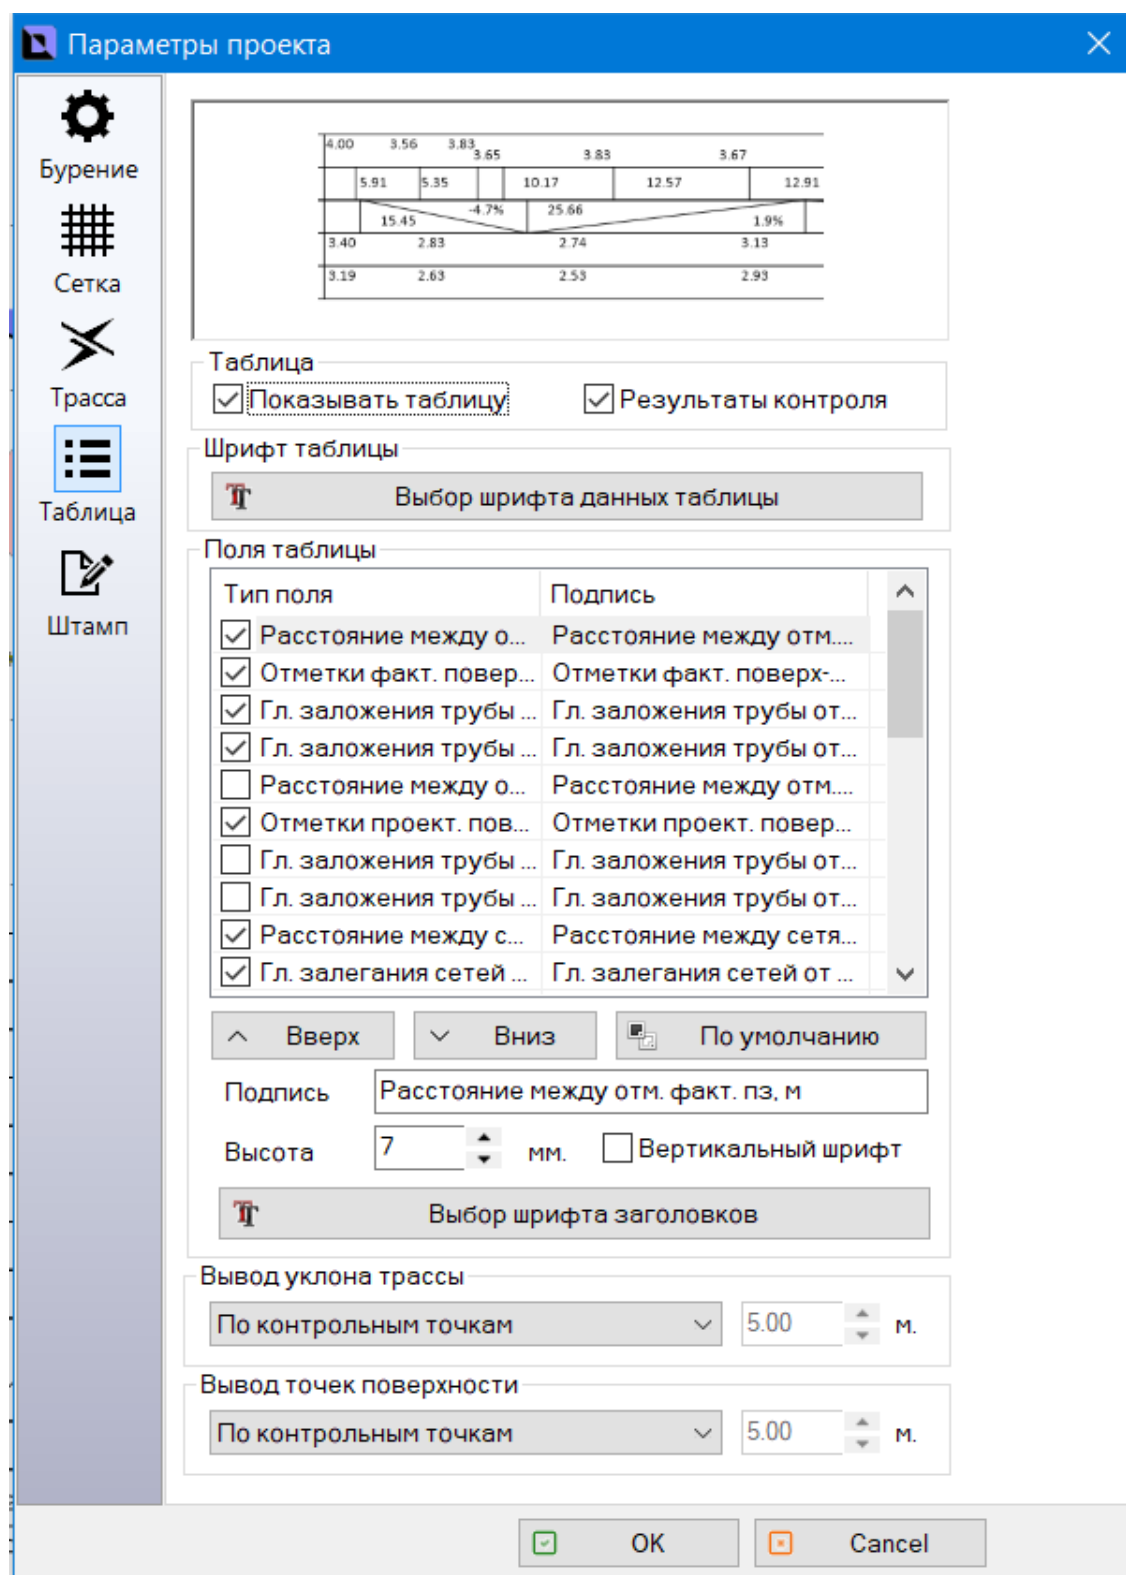 Параметры проекта
Бурение
Сетка
Трасса
Таблица
Штамп
4.00 3.56 3.83 3.65 3.83 3.67
5.91 5.35 10.17 12.57 12.91
15.45 -4.7% 25.66 1.9%
3.40 2.83 2.74 3.13
3.19 2.63 2.53 2.93
Таблица
Показывать таблицу Результаты контроля
Шрифт таблицы
Выбор шрифта данных таблицы
Поля таблицы
Тип поля Подпись
Расстояние между о... Расстояние между отм....
Отметки факт. повер... Отметки факт. поверх-...
Гл. заложения трубы ... Гл. заложения трубы от...
Гл. заложения трубы ... Гл. заложения трубы от...
Расстояние между о... Расстояние между отм....
Отметки проект. пов... Отметки проект. повер...
Гл. заложения трубы ... Гл. заложения трубы от...
Гл. заложения трубы ... Гл. заложения трубы от...
Расстояние между с... Расстояние между сетя...
Гл. залегания сетей ... Гл. залегания сетей от ...
Вверх Вниз По умолчанию
Подпись Расстояние между отм. факт. пз, м
Высота 7 мм. Вертикальный шрифт
Выбор шрифта заголовков
Вывод уклона трассы
По контрольным точкам 5.00 м.
Вывод точек поверхности
По контрольным точкам 5.00 м.
OK Cancel